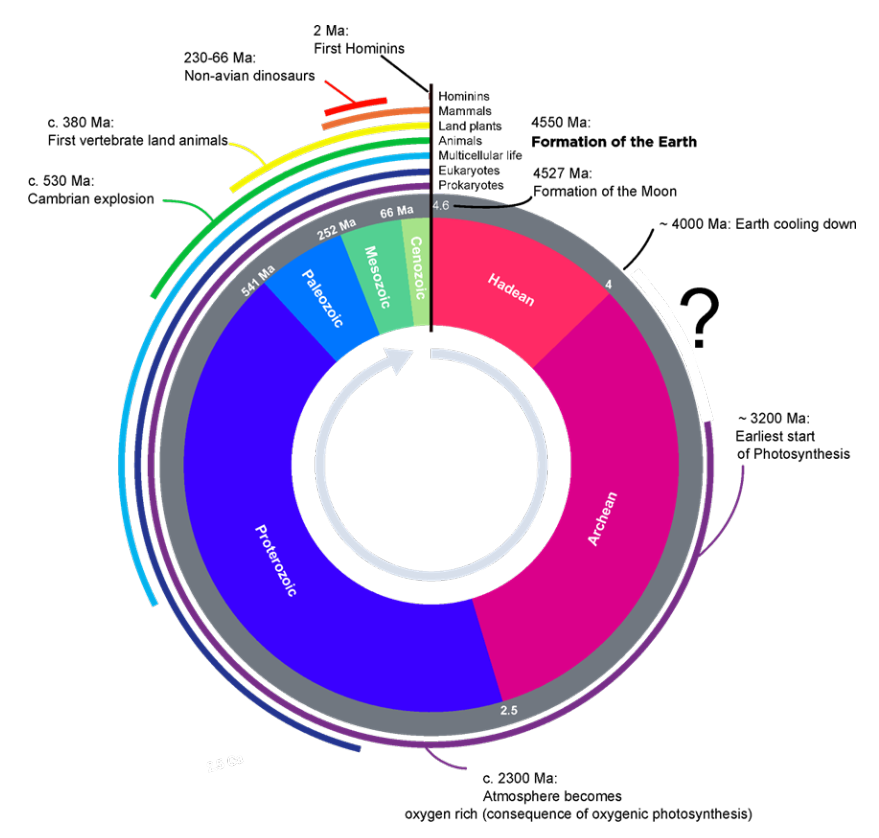 2 Ma:
First Hominins
230-66 Ma:
Non-avian dinosaurs
c. 380 Ma:
First vertebrate land animals
c. 530 Ma:
Cambrian explosion
Hominins
Mammals
Land plants
Animals
Multicellular life
Eukaryotes
Prokaryotes
4550 Ma:
Formation of the Earth
4527 Ma:
Formation of the Moon
4.6
~ 4000 Ma: Earth cooling down
4
?
~ 3200 Ma:
Earliest start
of Photosynthesis
541 Ma
252 Ma
66 Ma
Paleozoic
Mesozoic
Cenozoic
Hadean
Archean
Proterozoic
2.5
c. 2300 Ma:
Atmosphere becomes
oxygen rich (consequence of oxygenic photosynthesis)